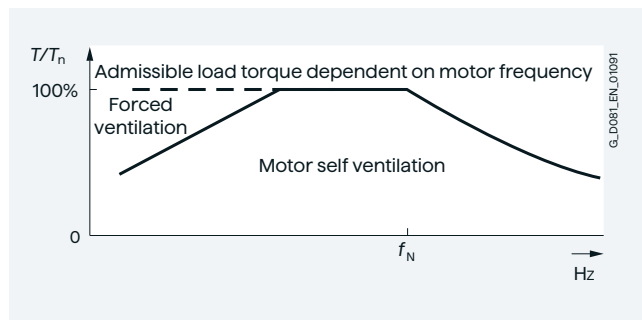 T/Tn
Admissible load torque dependent on motor frequency
100%
Forced
ventilation
Motor self ventilation
0
fN
Hz
G_D081_EN_01091